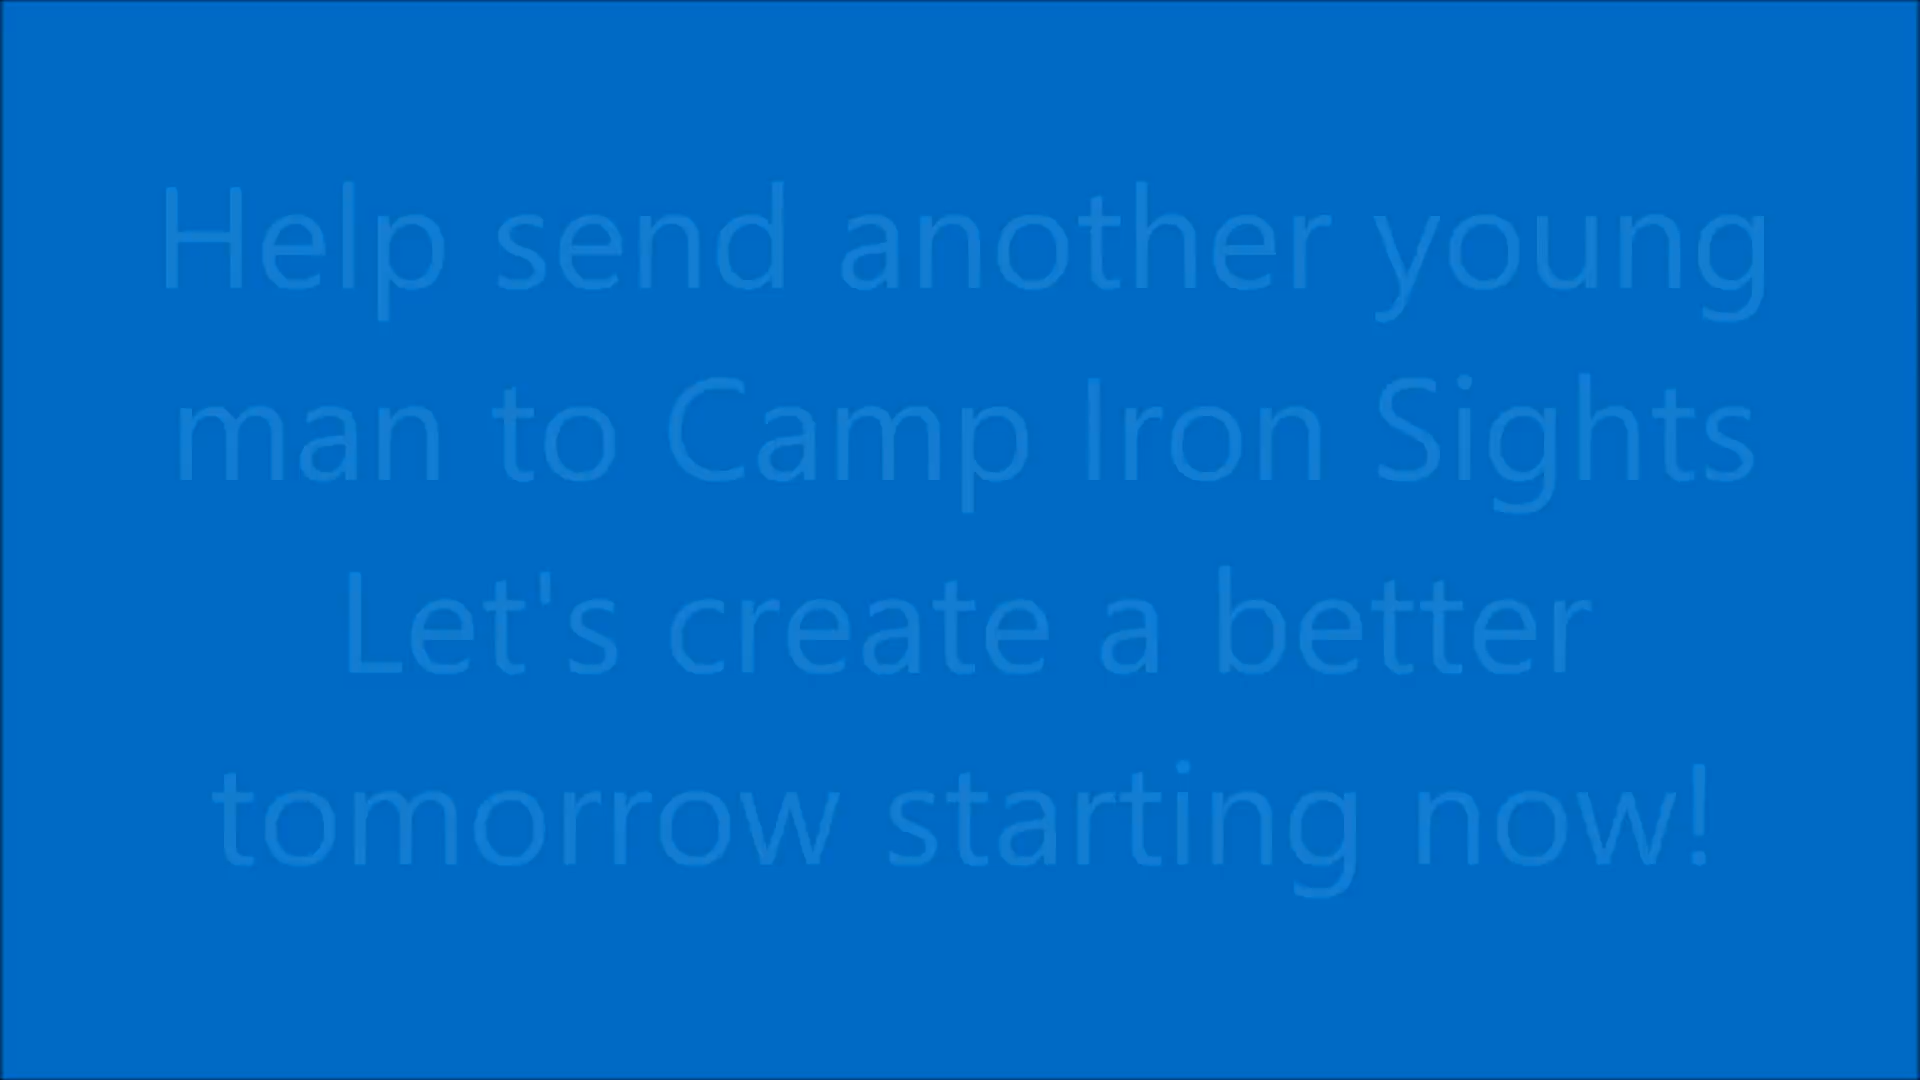 Help send another young
man to Camp Iron Sights
Let's create a better
tomorrow starting now!